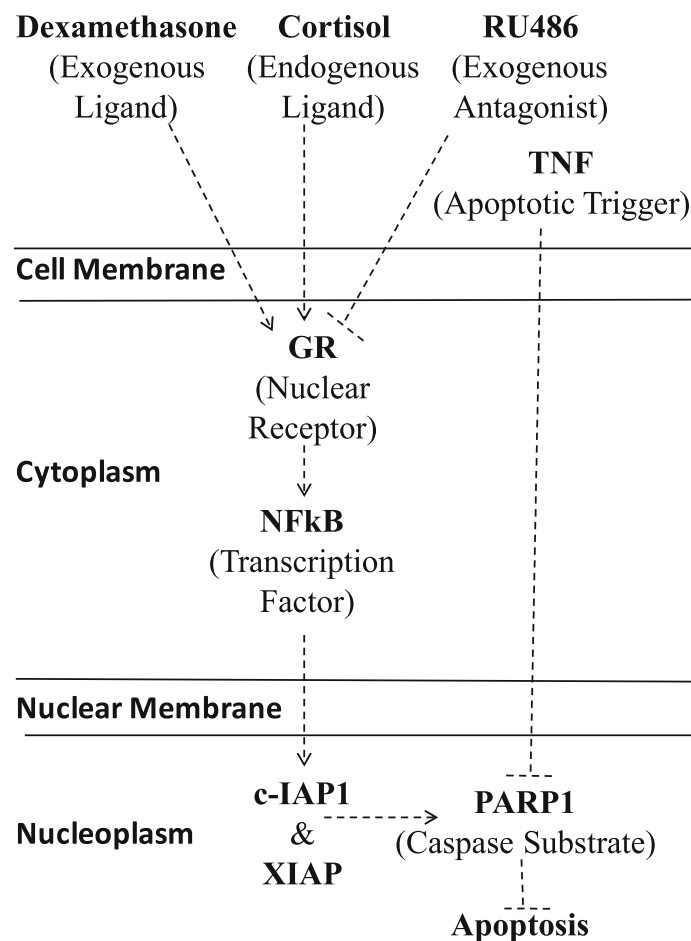 Dexamethasone
(Exogenous
Ligand)
Cortisol
(Endogenous
Ligand)
RU486
(Exogenous
Antagonist)
TNF
(Apoptotic Trigger)
Cell Membrane
GR
(Nuclear
Receptor)
Cytoplasm
NFkB
(Transcription
Factor)
Nuclear Membrane
c-IAP1
&
XIAP
Nucleoplasm
PARP1
(Caspase Substrate)
Apoptosis